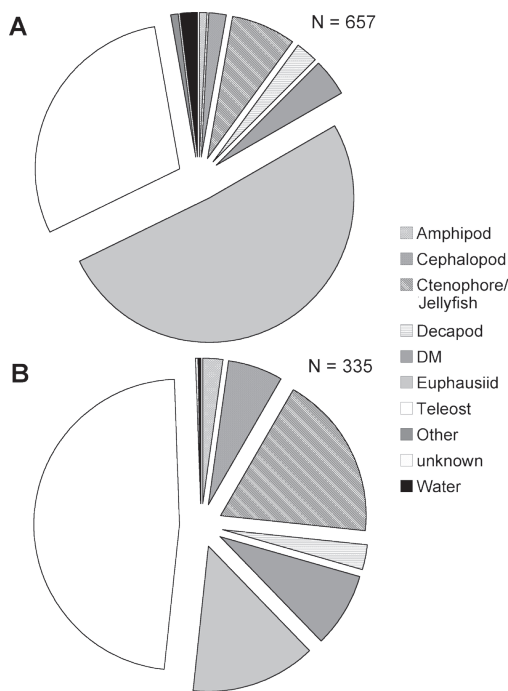 A
N = 657
Amphipod
Cephalopod
Ctenophore/
Jellyfish
Decapod
DM
Euphausiid
Teleost
Other
unknown
Water
B
N = 335